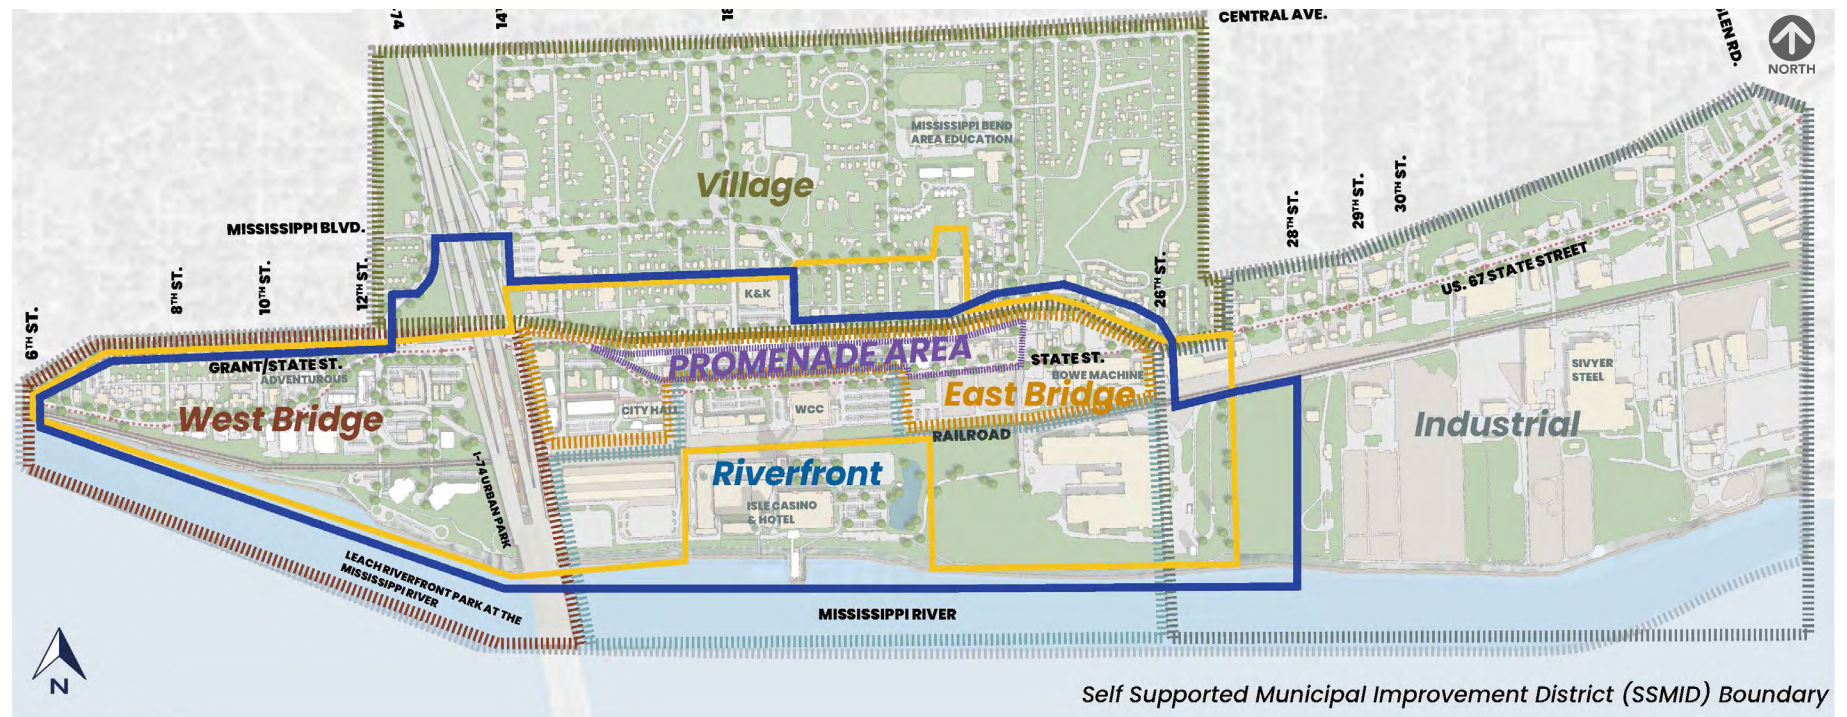 74
CENTRAL AVE.
GLEN RD.
NORTH
MISSISSIPPI BEND
AREA EDUCATION
Village
MISSISSIPPI BLVD.
6TH ST.
8TH ST.
10TH ST.
12TH ST.
26TH ST.
28TH ST.
29TH ST.
30TH ST.
U.S. 67 STATE STREET
K&K
GRANT/STATE ST.
ADVENTUROUS
PROMENADE AREA
STATE ST.
BOWE MACHINE
SIVYER
STEEL
West Bridge
CITY HALL
WCC
East Bridge
Industrial
RAILROAD
I-74 URBAN PARK
Riverfront
ISLE CASINO
& HOTEL
LEACH RIVERFRONT PARK AT THE
MISSISSIPPI RIVER
MISSISSIPPI RIVER
N
Self Supported Municipal Improvement District (SSMID) Boundary